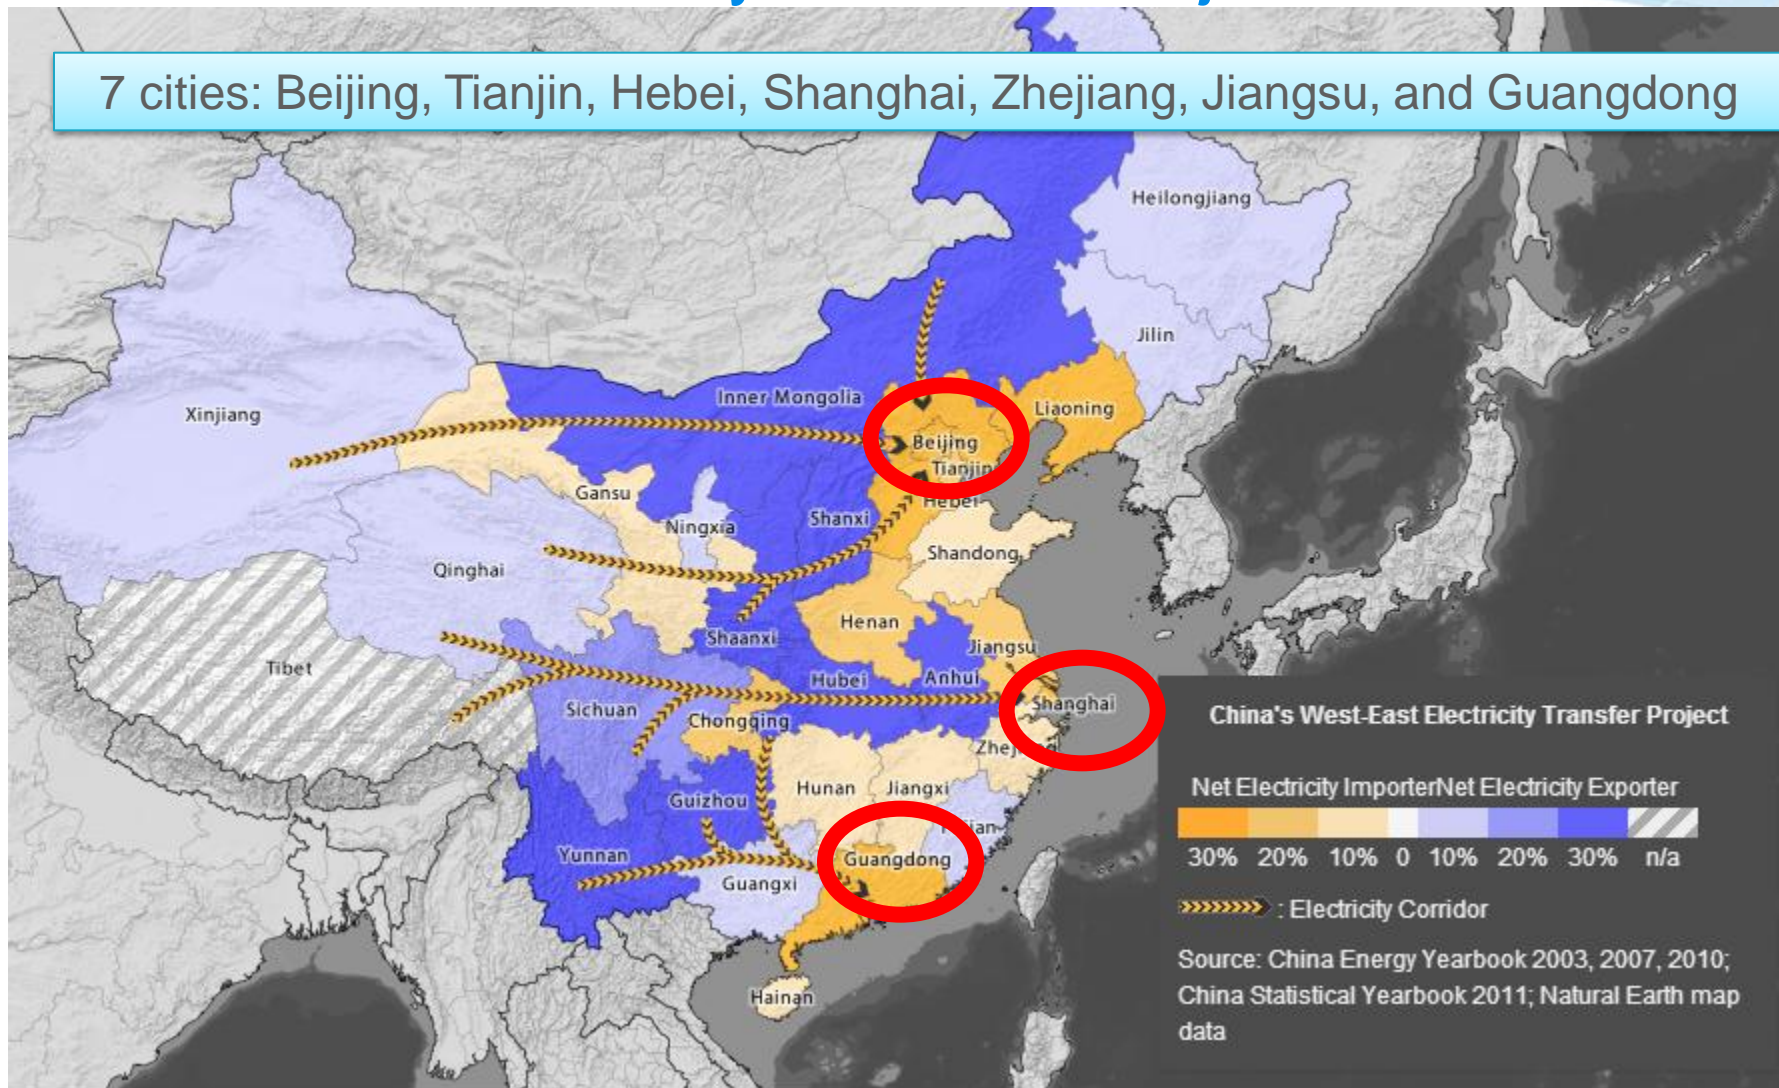 7 cities: Beijing, Tianjin, Hebei, Shanghai, Zhejiang, Jiangsu, and Guangdong
Heilongjiang
Jilin
Inner Mongolia
Liaoning
Xinjiang
Beijing
Tianjin
Hebei
Gansu
Ningxia
Shanxi
Shandong
Qinghai
Henan
Shaanxi
Jiangsu
Tibet
Hubei
Anhui
Sichuan
Chongqing
Shanghai
Hunan
Jiangxi
Guizhou
Yunnan
Guangdong
Guangxi
Hainan
China's West-East Electricity Transfer Project
Net Electricity ImporterNet Electricity Exporter
30% 20% 10% 0 10% 20% 30% n/a
: Electricity Corridor
Source: China Energy Yearbook 2003, 2007, 2010;
China Statistical Yearbook 2011; Natural Earth map
data